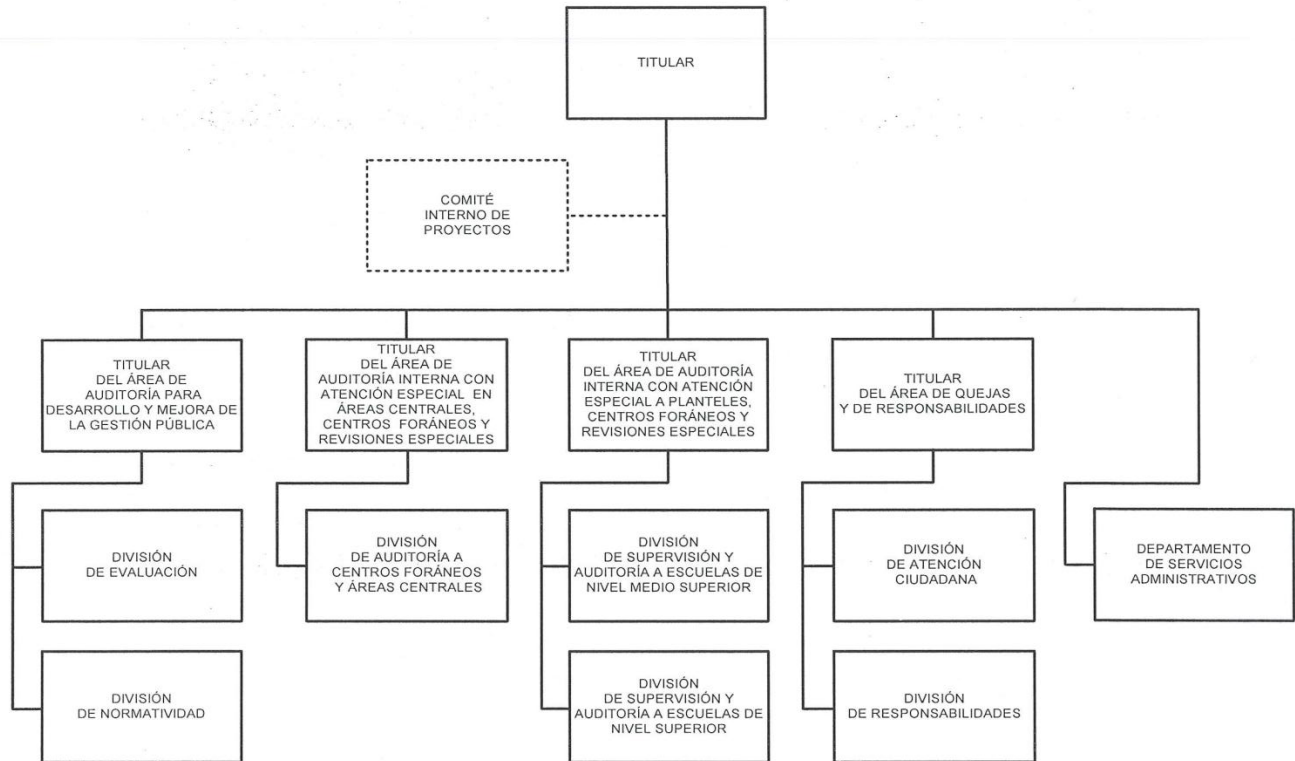 TITULAR
COMITÉ
INTERNO DE
PROYECTOS
TITULAR
DEL ÁREA DE
AUDITORÍA PARA
DESARROLLO Y MEJORA DE
LA GESTIÓN PÚBLICA
TITULAR
DEL ÁREA DE
AUDITORÍA INTERNA CON
ATENCIÓN ESPECIAL EN
ÁREAS CENTRALES,
CENTROS FORÁNEOS Y
REVISIONES ESPECIALES
TITULAR
DEL ÁREA DE AUDITORÍA
INTERNA CON ATENCIÓN
ESPECIAL A PLANTELES,
CENTROS FORÁNEOS Y
REVISIONES ESPECIALES
TITULAR
DEL ÁREA DE QUEJAS
Y DE RESPONSABILIDADES
DIVISIÓN
DE EVALUACIÓN
DIVISIÓN
DE AUDITORÍA A
CENTROS FORÁNEOS
Y ÁREAS CENTRALES
DIVISIÓN
DE SUPERVISIÓN Y
AUDITORÍA A ESCUELAS DE
NIVEL MEDIO SUPERIOR
DIVISIÓN
DE ATENCIÓN
CIUDADANA
DEPARTAMENTO
DE SERVICIOS
ADMINISTRATIVOS
DIVISIÓN
DE NORMATIVIDAD
DIVISIÓN
DE SUPERVISIÓN Y
AUDITORÍA A ESCUELAS DE
NIVEL SUPERIOR
DIVISIÓN
DE RESPONSABILIDADES